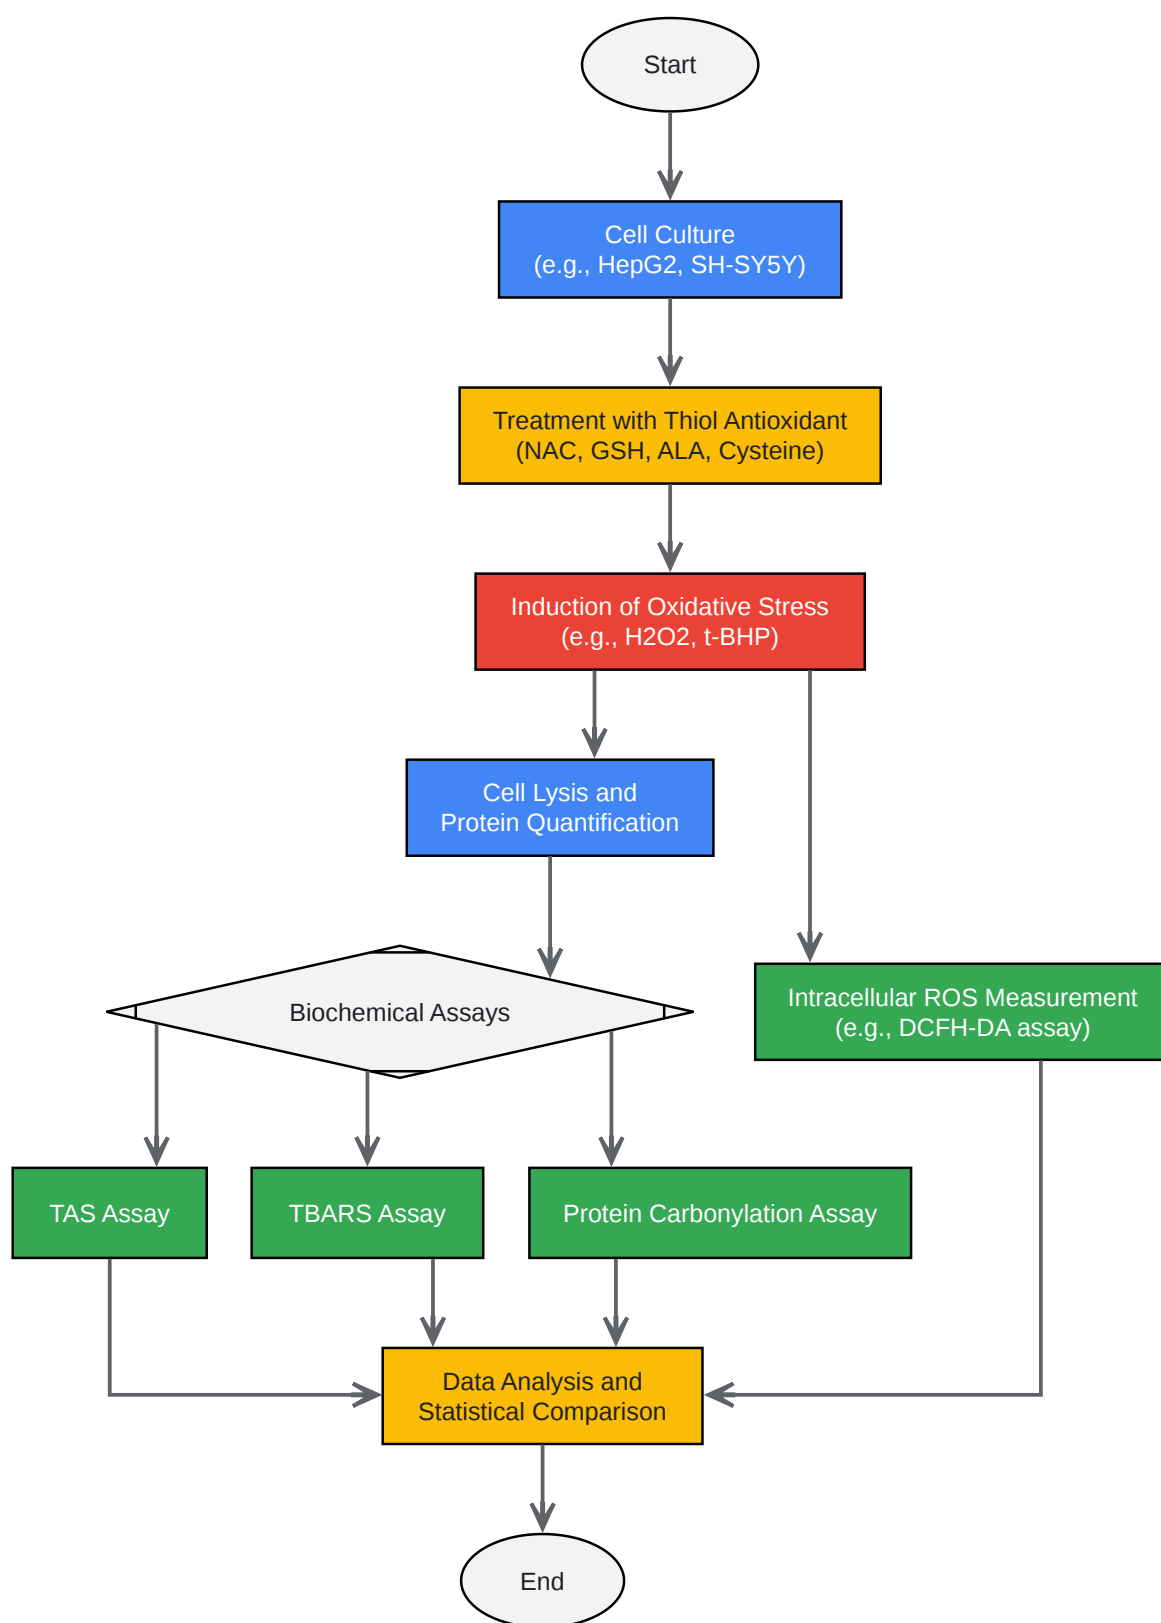 Start
Cell Culture
(e.g., HepG2, SH-SY5Y)
Treatment with Thiol Antioxidant
(NAC, GSH, ALA, Cysteine)
Induction of Oxidative Stress
(e.g., H2O2, t-BHP)
Cell Lysis and
Protein Quantification
Biochemical Assays
Intracellular ROS Measurement
(e.g., DCFH-DA assay)
TAS Assay
TBARS Assay
Protein Carbonylation Assay
Data Analysis and
Statistical Comparison
End